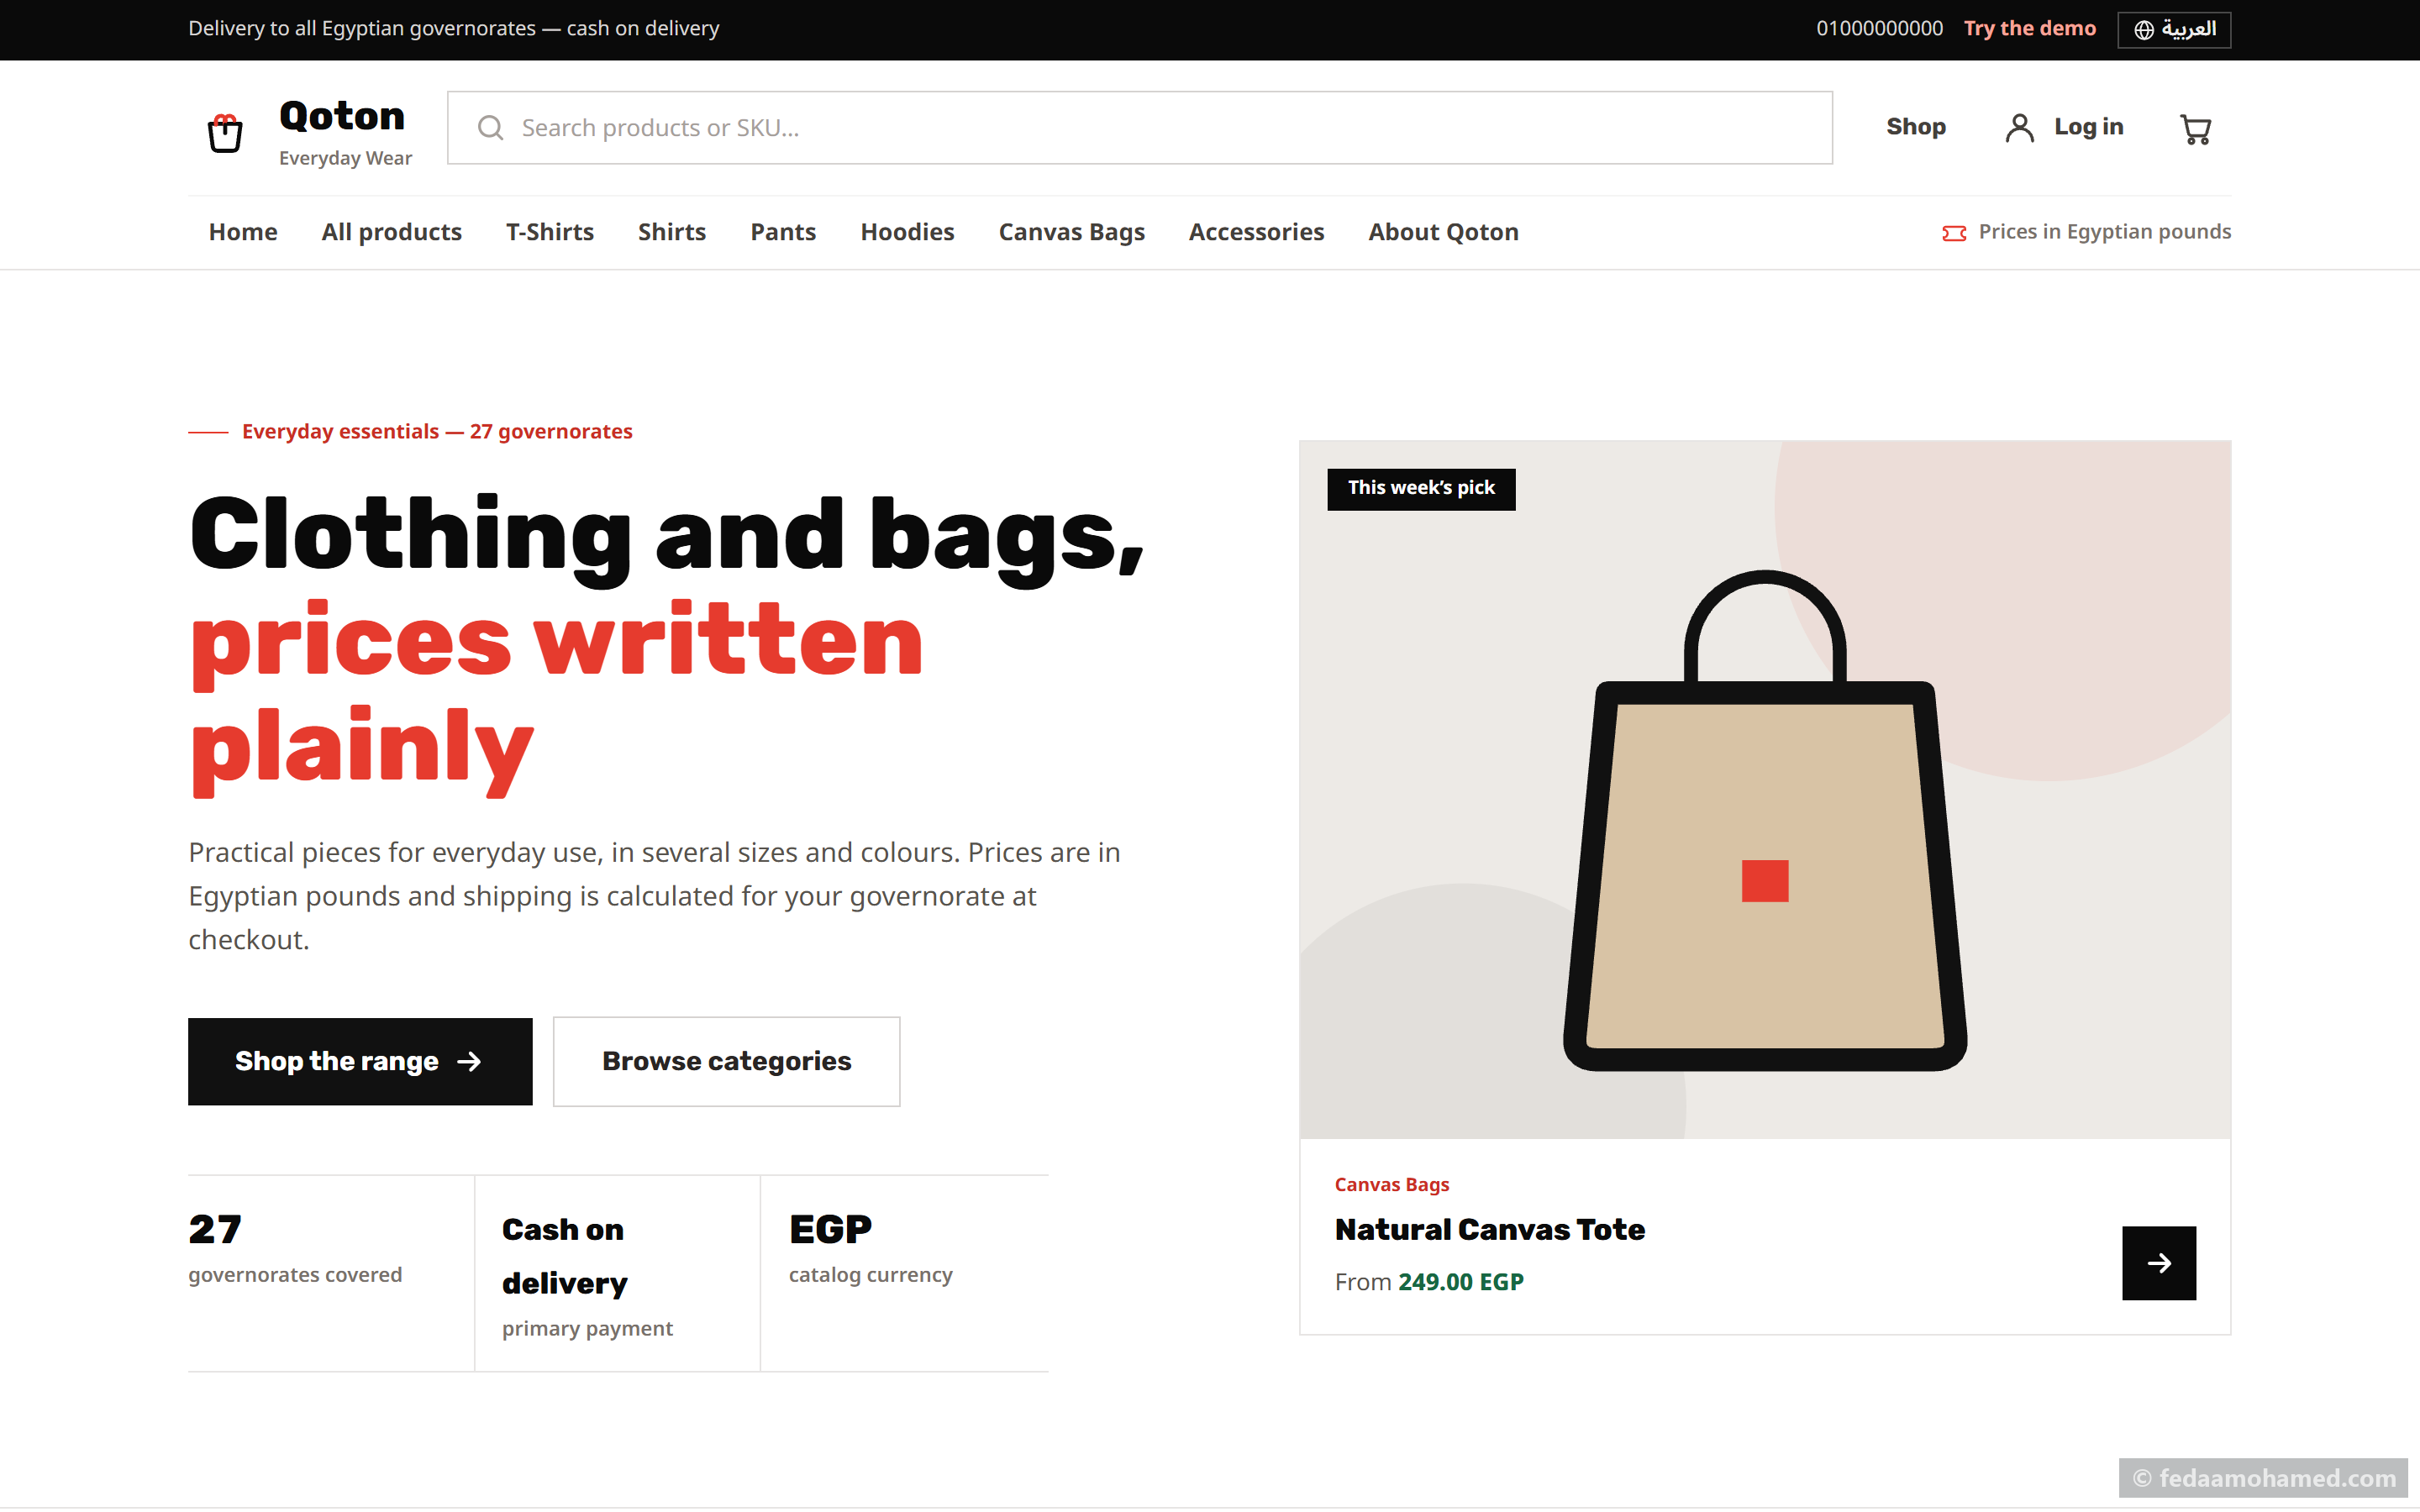 Delivery to all Egyptian governorates — cash on delivery
01000000000 Try the demo العربية
Qoton
Everyday Wear
Search products or SKU...
Shop Log in
Home All products T-Shirts Shirts Pants Hoodies Canvas Bags Accessories About Qoton Prices in Egyptian pounds
Everyday essentials — 27 governorates
Clothing and bags,
prices written
plainly
Practical pieces for everyday use, in several sizes and colours. Prices are in
Egyptian pounds and shipping is calculated for your governorate at
checkout.
Shop the range
Browse categories
27
governorates covered
Cash on
delivery
primary payment
EGP
catalog currency
This week’s pick
Canvas Bags
Natural Canvas Tote
From 249.00 EGP
© fedaamohamed.com